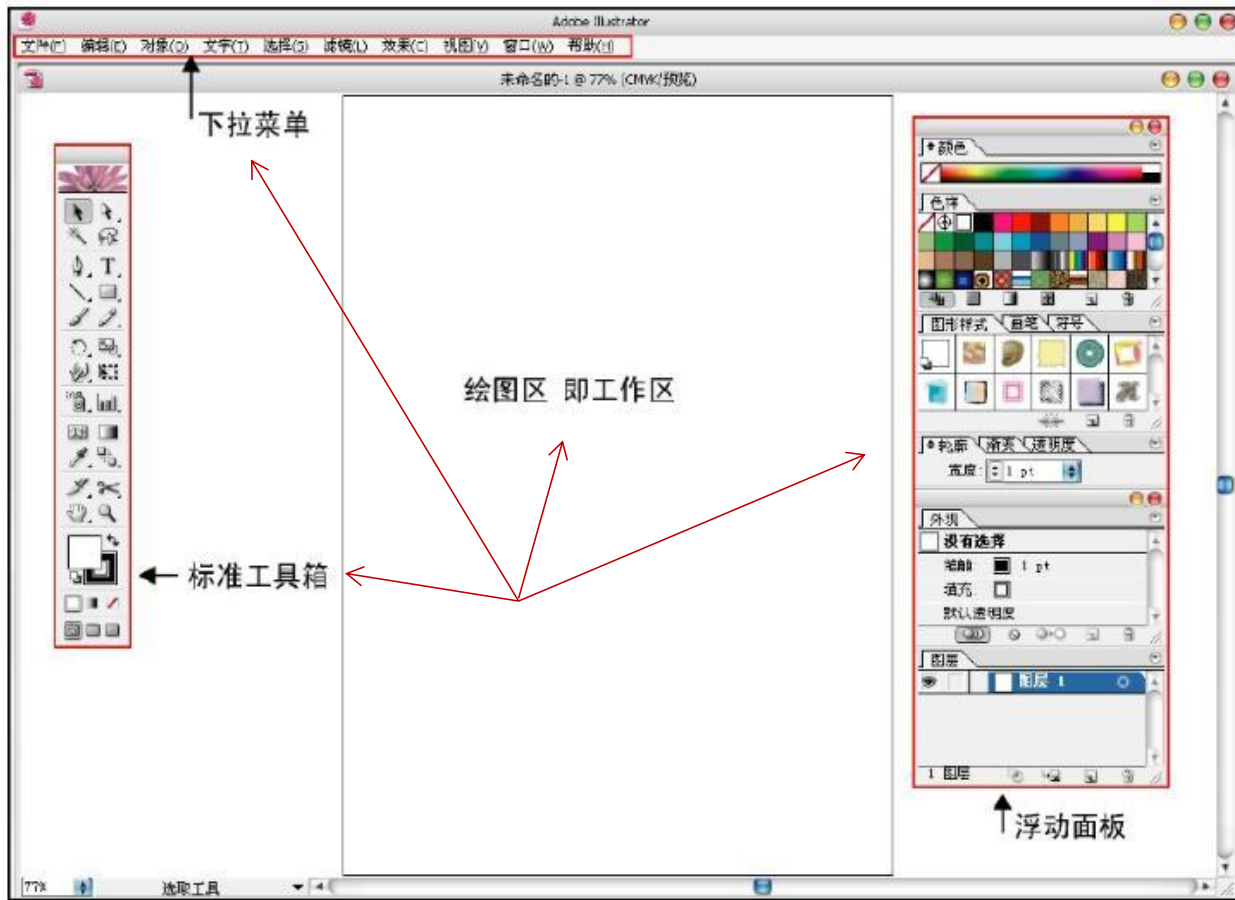 Adobe Illustrator
文件(F) 编辑(E) 对象(O) 文字(T) 选择(S) 滤镜(L) 效果(C) 视图(V) 窗口(W) 帮助(H)
未命名的-1 @ 77% (CMYK/预览)
下拉菜单
颜色
色样
图形样式 画笔 符号
绘图区 即工作区
轮廓 渐变 透明度
宽度: 1 pt
外观
没有选择
1 pt
填充:
默认透明度
标准工具箱
图层
图层 1
1 图层
浮动面板
77% 选取工具